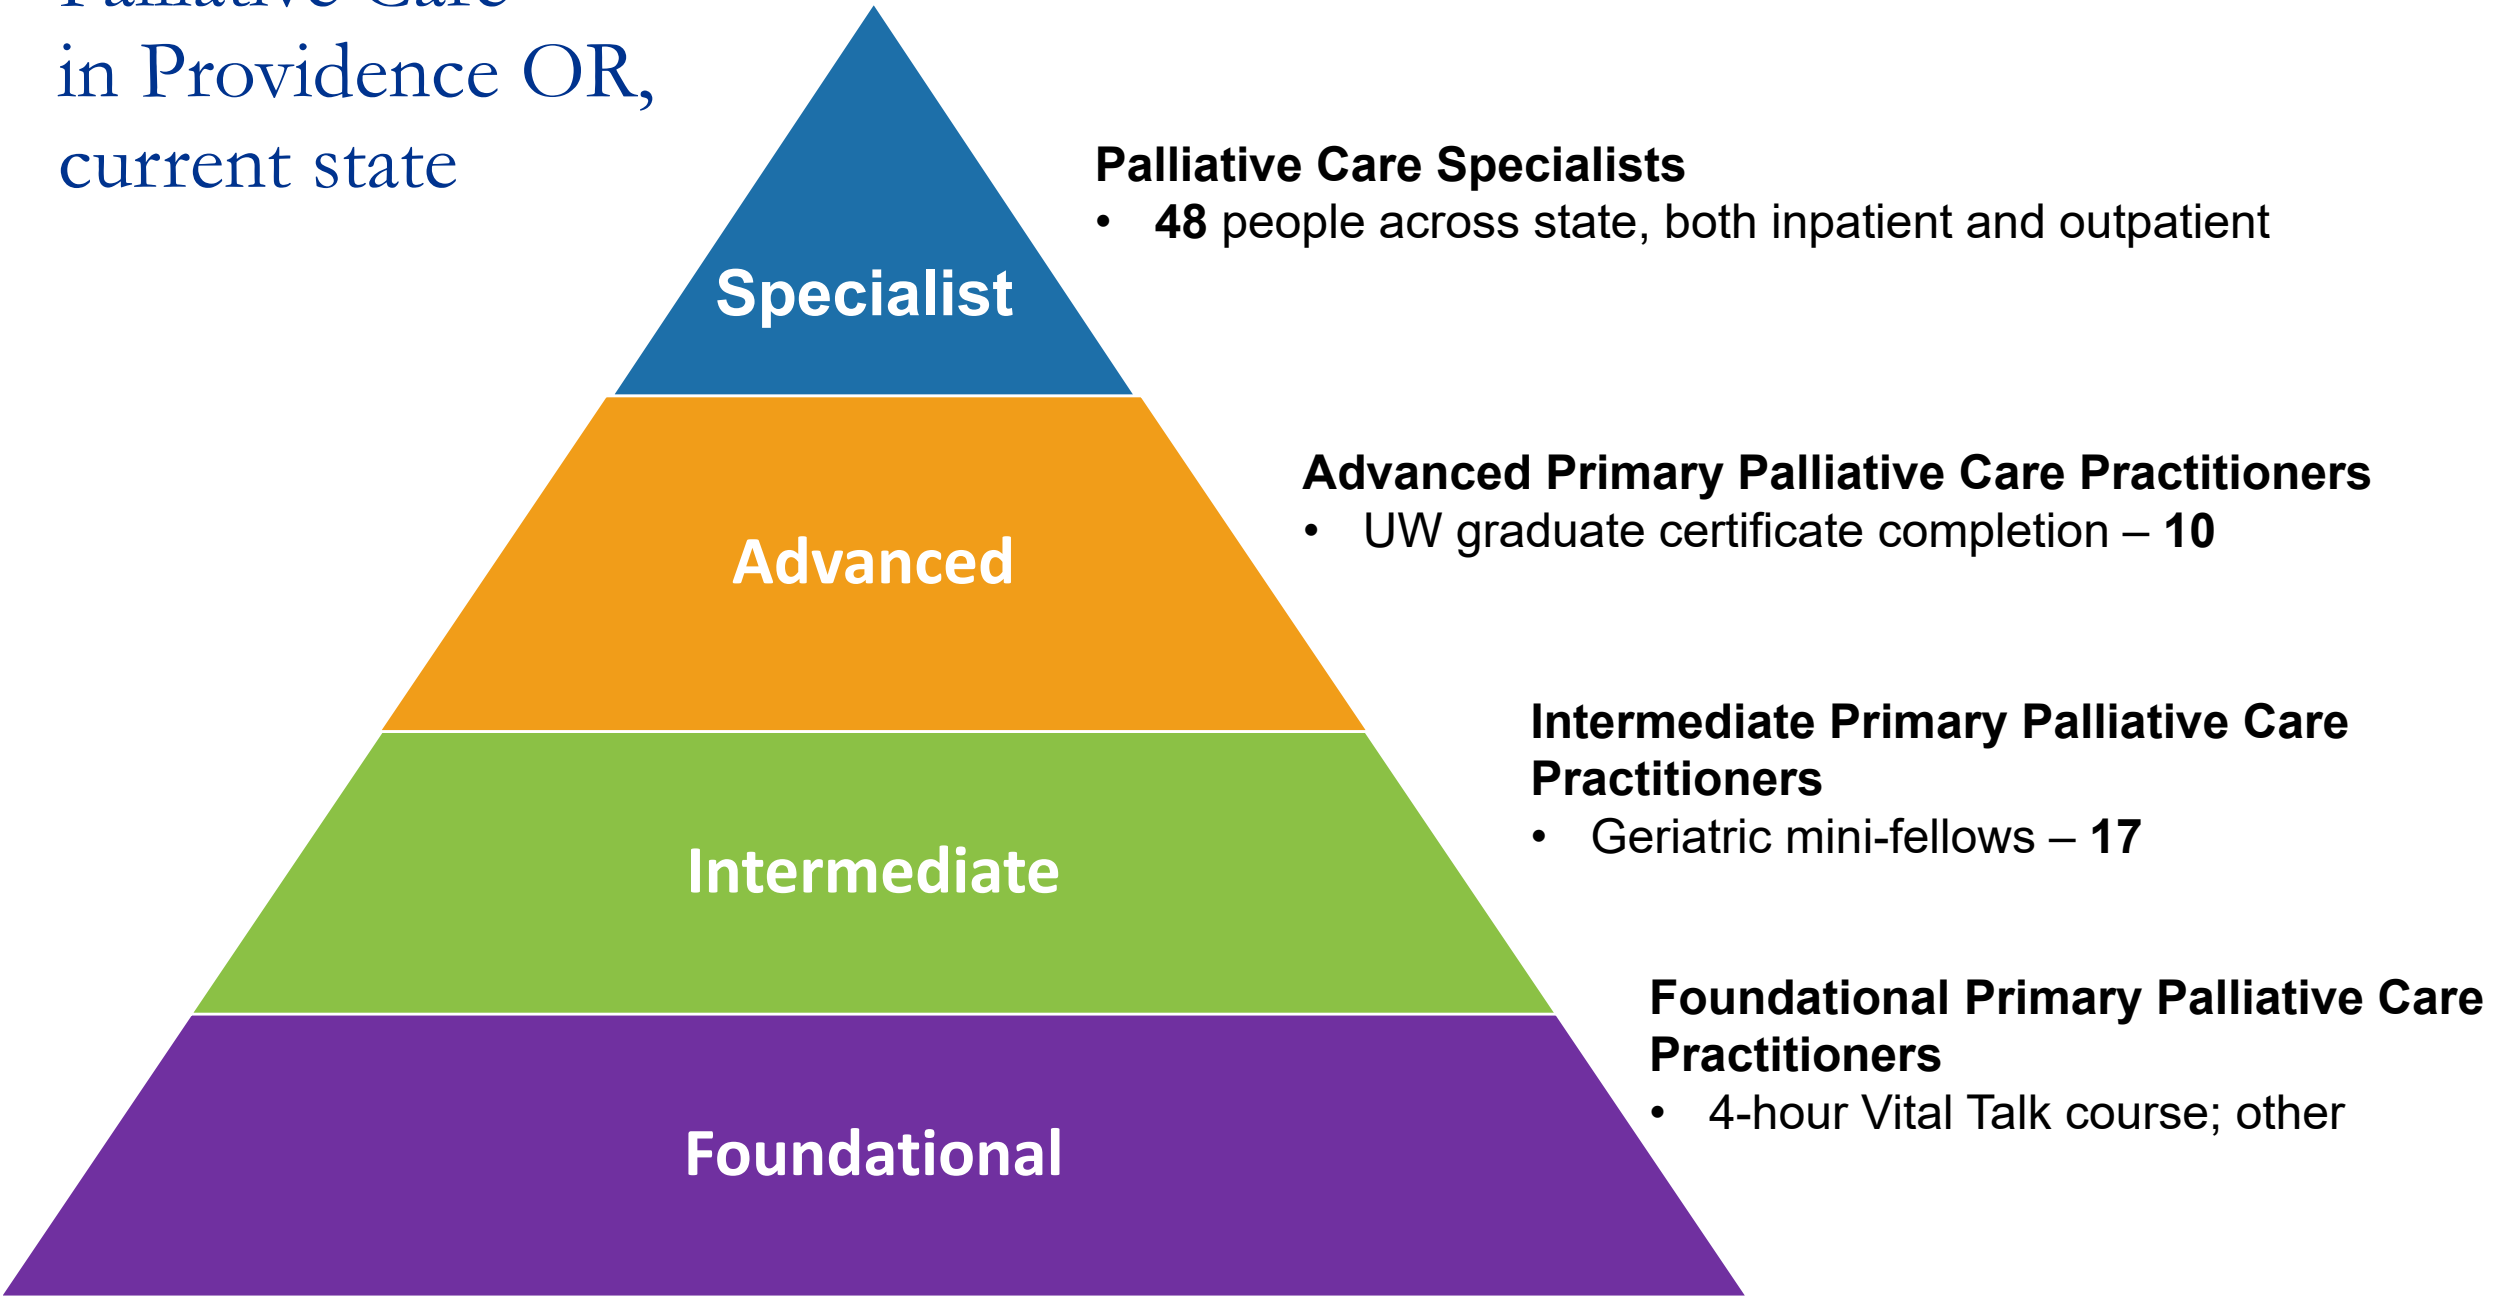 Palliative Care
in Providence OR,
current state
Palliative Care Specialists
• 48 people across state, both inpatient and outpatient
Specialist
Advanced Primary Palliative Care Practitioners
• UW graduate certificate completion – 10
Advanced
Intermediate Primary Palliative Care
Practitioners
• Geriatric mini-fellows – 17
Intermediate
Foundational Primary Palliative Care
Practitioners
• 4-hour Vital Talk course; other
Foundational